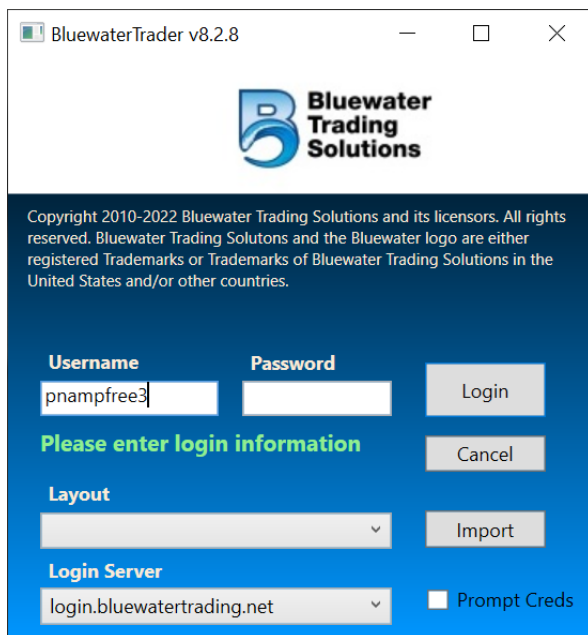 BluewaterTrader v8.2.8
Bluewater
Trading
Solutions
Copyright 2010-2022 Bluewater Trading Solutions and its licensors. All rights
reserved. Bluewater Trading Solutons and the Bluewater logo are either
registered Trademarks or Trademarks of Bluewater Trading Solutions in the
United States and/or other countries.
Username Password
pnampfree3 Login
Please enter login information
Cancel
Layout
Import
Login Server
login.bluewatertrading.net Prompt Creds